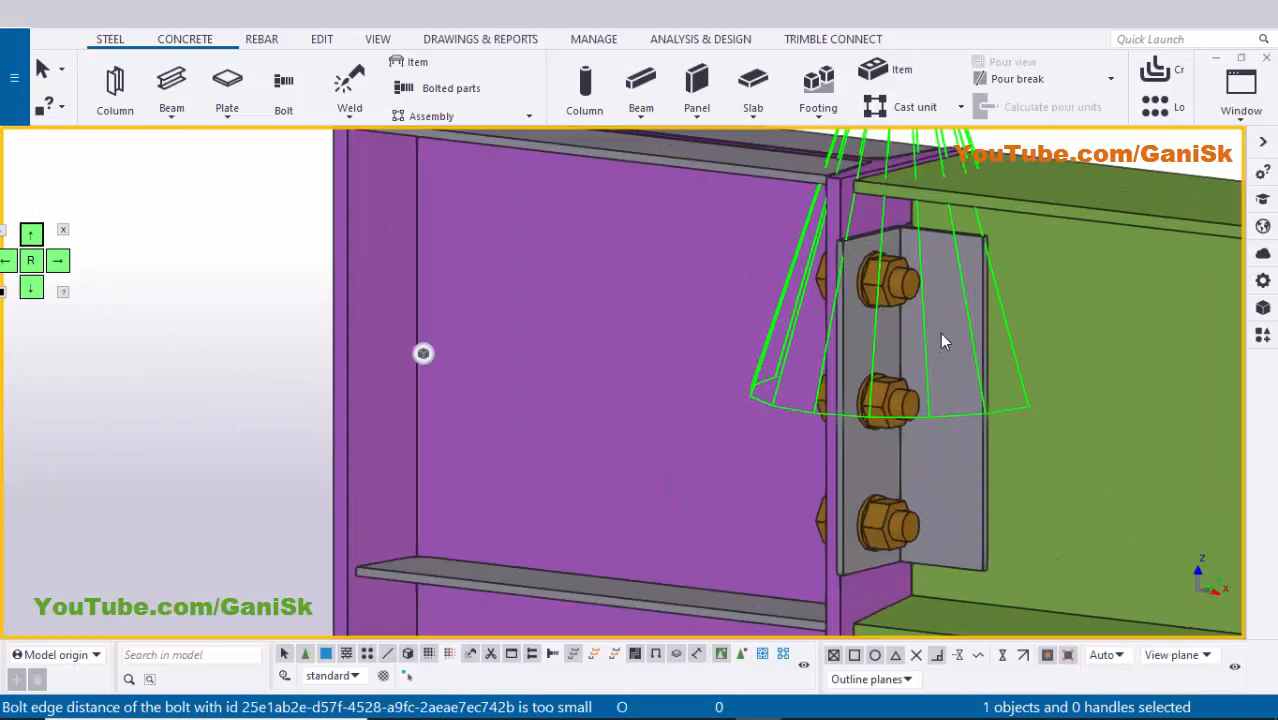 STEEL CONCRETE REBAR EDIT VIEW DRAWINGS & REPORTS MANAGE ANALYSIS & DESIGN TRIMBLE CONNECT Quick Launch
Item Item Pour view Cr
Bolted parts Pour break
Column Beam Plate Bolt Weld Assembly Column Beam Panel Slab Footing Cast unit Calculate pour units Lo Window
YouTube.com/GaniSk
X
R
?
Z
X
YouTube.com/GaniSk
Model origin Search in model Auto View plane
standard Outline planes
Bolt edge distance of the bolt with id 25e1ab2e-d57f-4528-a9fc-2aeae7ec742b is too small O 0 1 objects and 0 handles selected